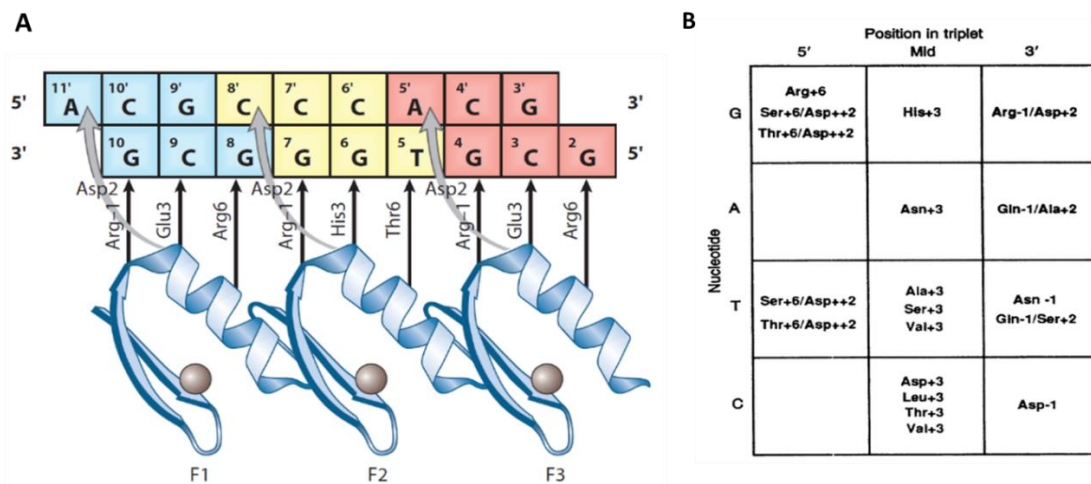 A
5' 11' A 10' C 9' G 8' C 7' C 6' C 5' A 4' C 3' G 3'
3' 10 G 9 C 8 G 7 G 6 G 5 T 4 G 3 C 2 G 5'
Asp2 Asp2 Asp2
Arg-1 Glu3 Arg6 Arg-1 His3 Thr6 Arg-1 Glu3 Arg6
F1 F2 F3
B
Position in triplet
5' Mid 3'
Nucleotide
G
Arg+6
Ser+6/Asp++2
Thr+6/Asp++2
His+3
Arg-1/Asp+2
A
Asn+3
Gln-1/Ala+2
T
Ser+6/Asp++2
Thr+6/Asp++2
Ala+3
Ser+3
Val+3
Asn -1
Gln-1/Ser+2
C
Asp+3
Leu+3
Thr+3
Val+3
Asp-1